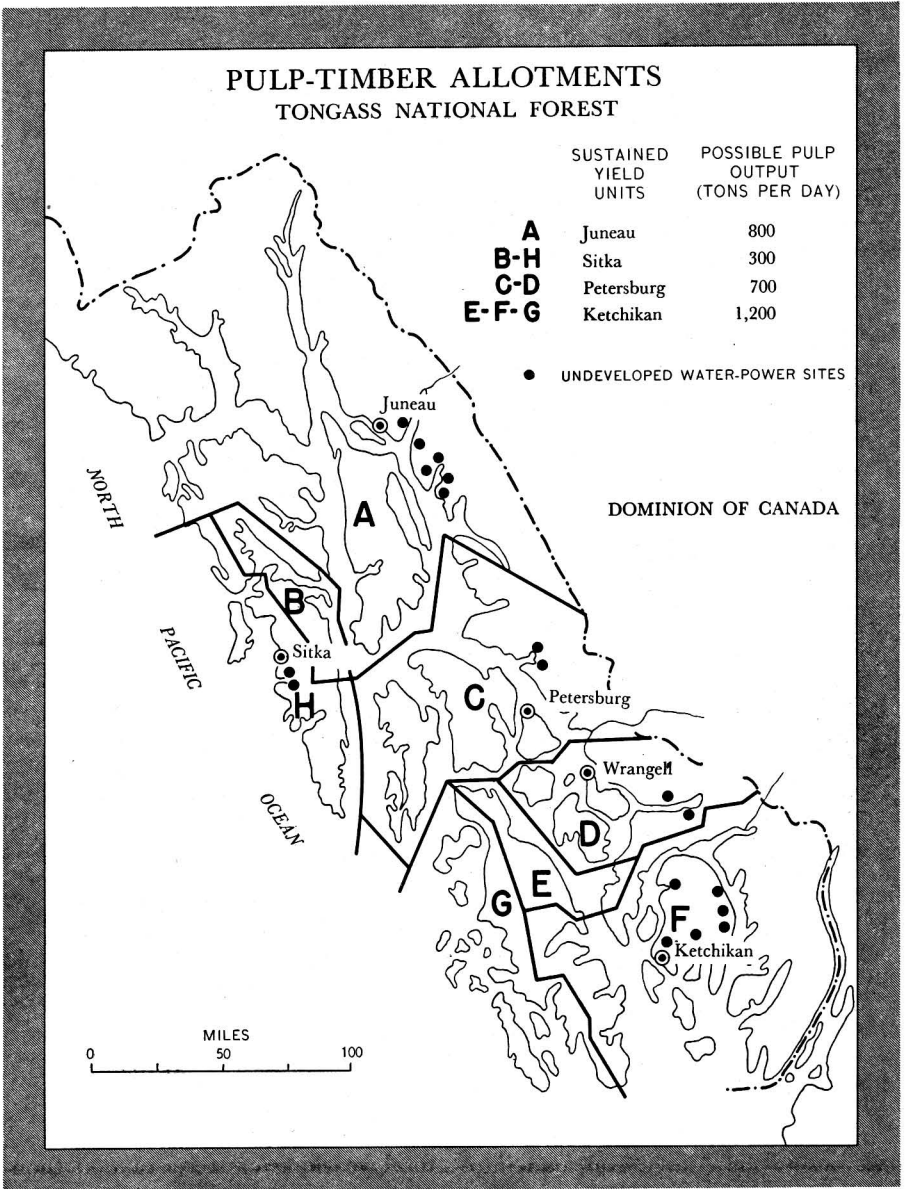 PULP-TIMBER ALLOTMENTS
TONGASS NATIONAL FOREST
SUSTAINED YIELD UNITS
POSSIBLE PULP OUTPUT (TONS PER DAY)
A Juneau 800
B-H Sitka 300
C-D Petersburg 700
E-F-G Ketchikan 1,200
UNDEVELOPED WATER-POWER SITES
Juneau
NORTH
A
DOMINION OF CANADA
B
PACIFIC
Sitka
H
C
Petersburg
OCEAN
Wrangell
D
E
G
F
Ketchikan
MILES
0 50 100